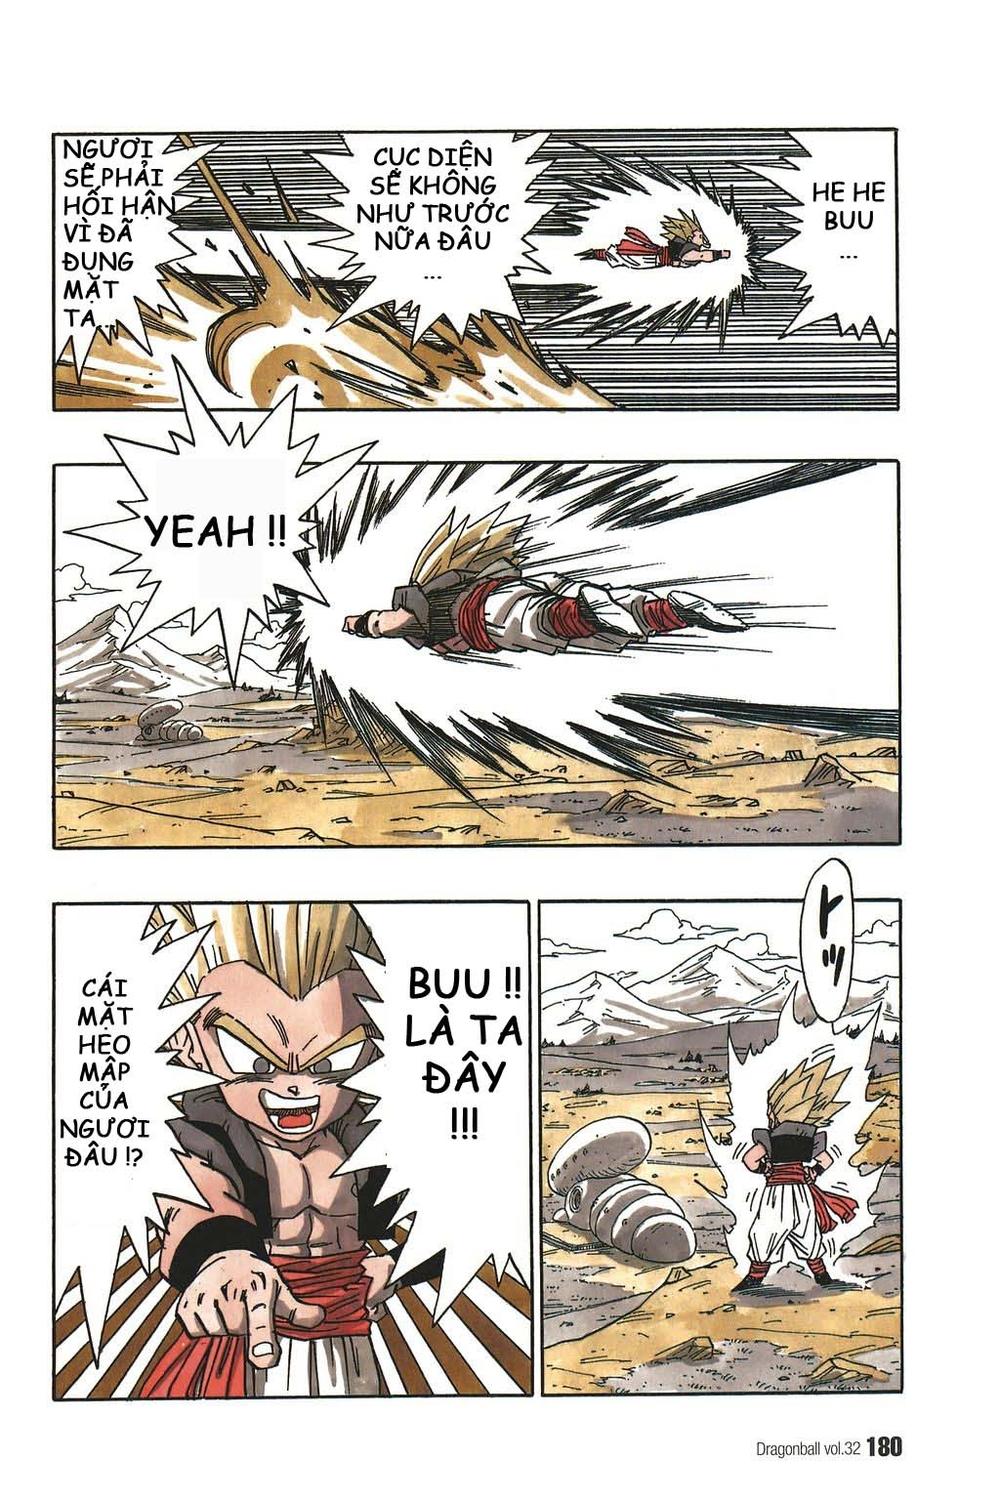 HE HE
BUU
...
CỤC DIỆN
SẼ KHÔNG
NHƯ TRƯỚC
NỮA ĐÂU
...
NGƯƠI
SẼ PHẢI
HỐI HẬN
VÌ ĐÃ
ĐỤNG
MẶT
TA...
YEAH !!
トッ
BUU !!
LÀ TA
ĐÂY
!!!
CÁI
MẶT
HEO
MẬP
CỦA
NGƯƠI
ĐÂU !?
Dragonball vol.32 180